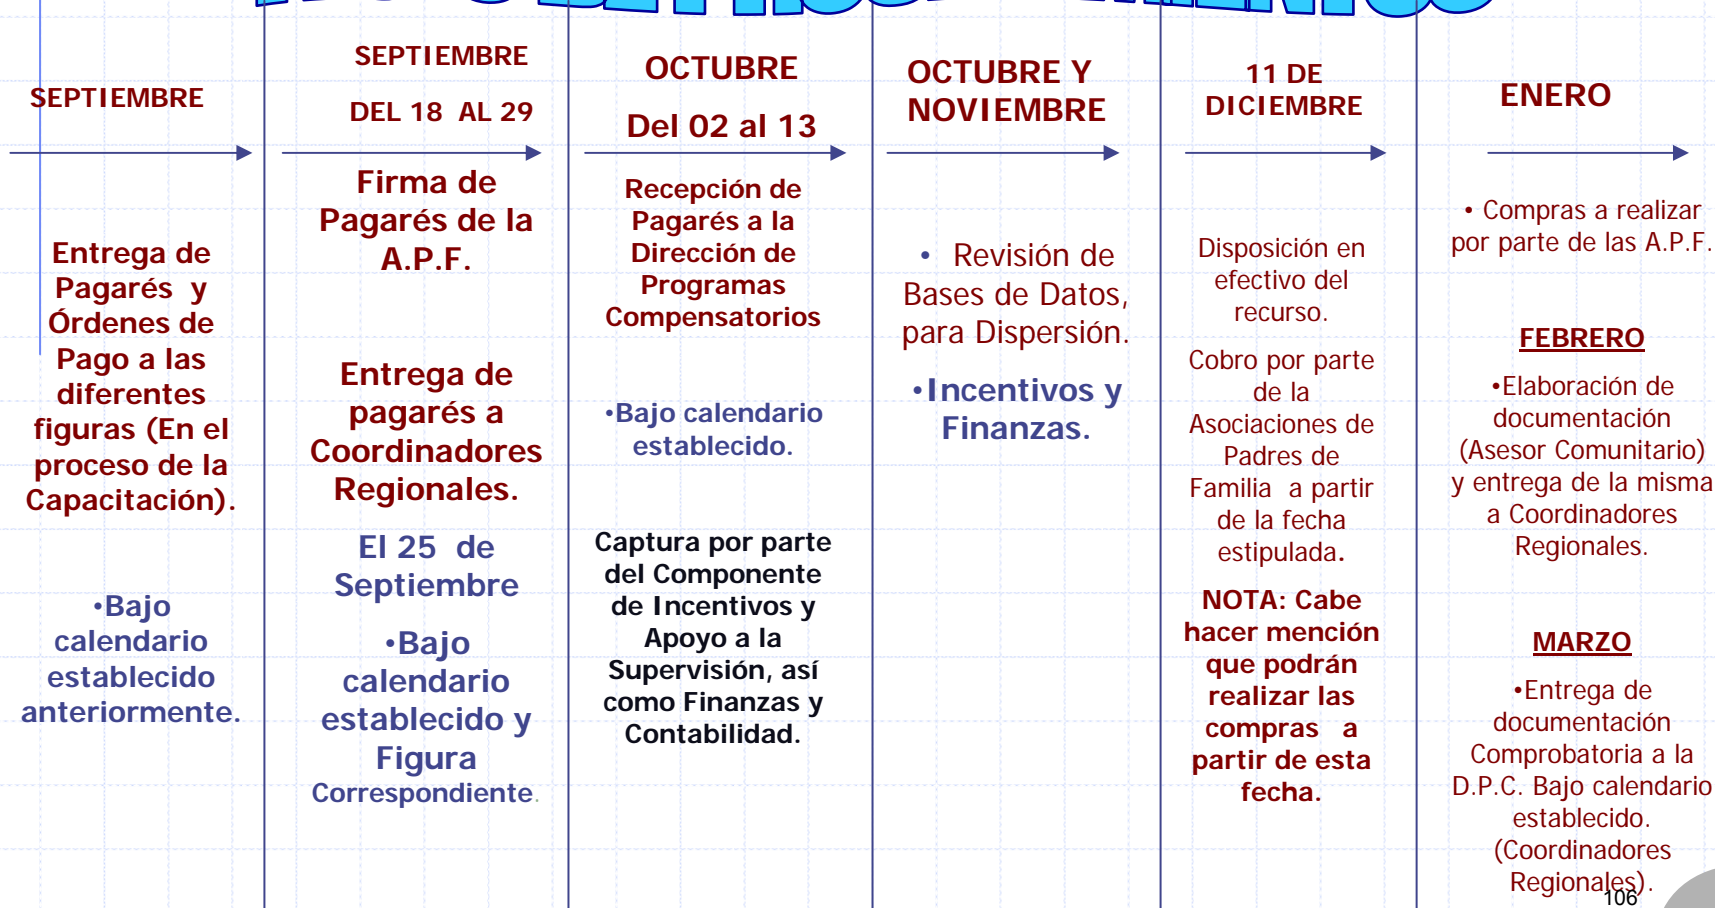 SEPTIEMBRE
Entrega de
Pagarés y
Órdenes de
Pago a las
diferentes
figuras (En el
proceso de la
Capacitación).
•Bajo
calendario
establecido
anteriormente.
SEPTIEMBRE
DEL 18 AL 29
Firma de
Pagarés de la
A.P.F.
Entrega de
pagarés a
Coordinadores
Regionales.
El 25 de
Septiembre
•Bajo
calendario
establecido y
Figura
Correspondiente.
OCTUBRE
Del 02 al 13
Recepción de
Pagarés a la
Dirección de
Programas
Compensatorios
•Bajo calendario
establecido.
Captura por parte
del Componente
de Incentivos y
Apoyo a la
Supervisión, así
como Finanzas y
Contabilidad.
OCTUBRE Y
NOVIEMBRE
• Revisión de
Bases de Datos,
para Dispersión.
•Incentivos y
Finanzas.
11 DE
DICIEMBRE
Disposición en
efectivo del
recurso.
Cobro por parte
de la
Asociaciones de
Padres de
Familia a partir
de la fecha
estipulada.
NOTA: Cabe
hacer mención
que podrán
realizar las
compras a
partir de esta
fecha.
ENERO
• Compras a realizar
por parte de las A.P.F.
FEBRERO
•Elaboración de
documentación
(Asesor Comunitario)
y entrega de la misma
a Coordinadores
Regionales.
MARZO
•Entrega de
documentación
Comprobatoria a la
D.P.C. Bajo calendario
establecido.
(Coordinadores
Regionales).
106